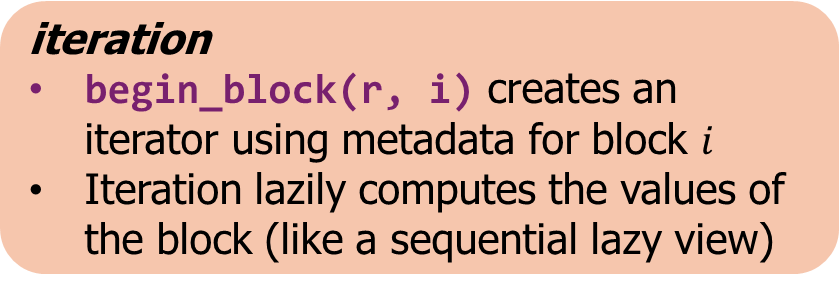 iteration
• begin_block(r, i) creates an
iterator using metadata for block i
• Iteration lazily computes the values of
the block (like a sequential lazy view)